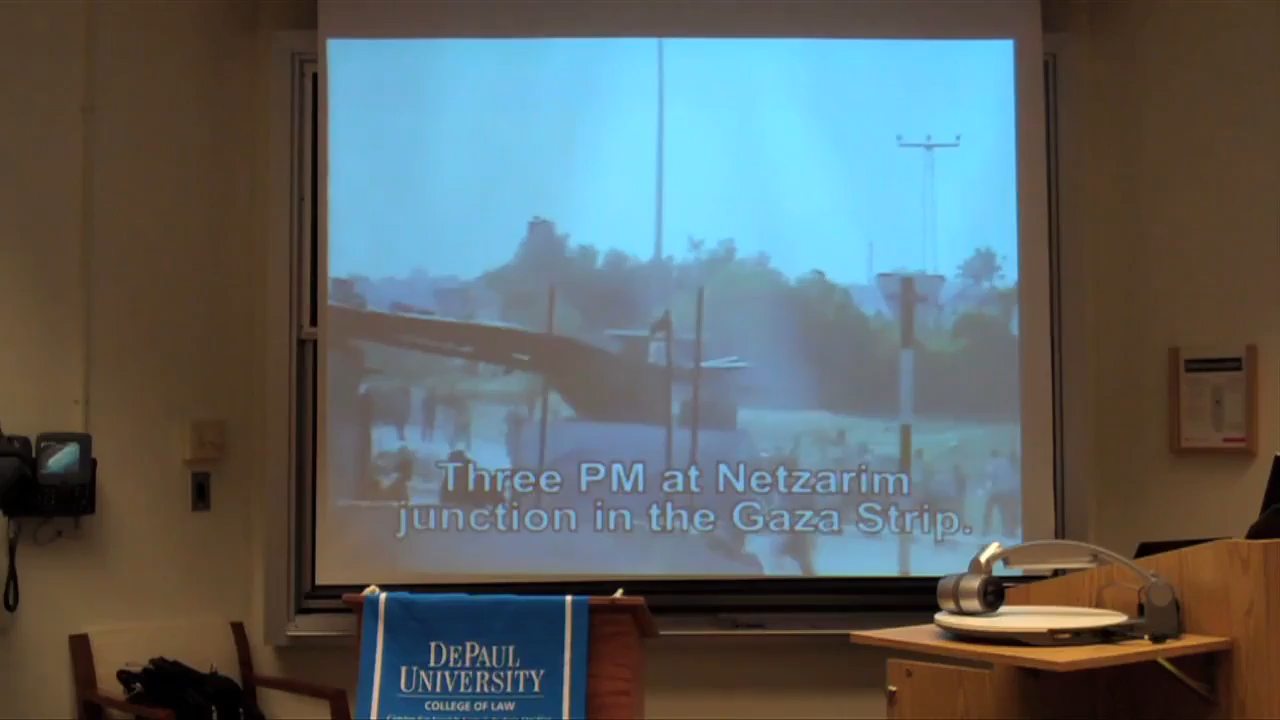 Three PM at Netzarim
junction in the Gaza Strip.
DEPAUL
UNIVERSITY
COLLEGE OF LAW